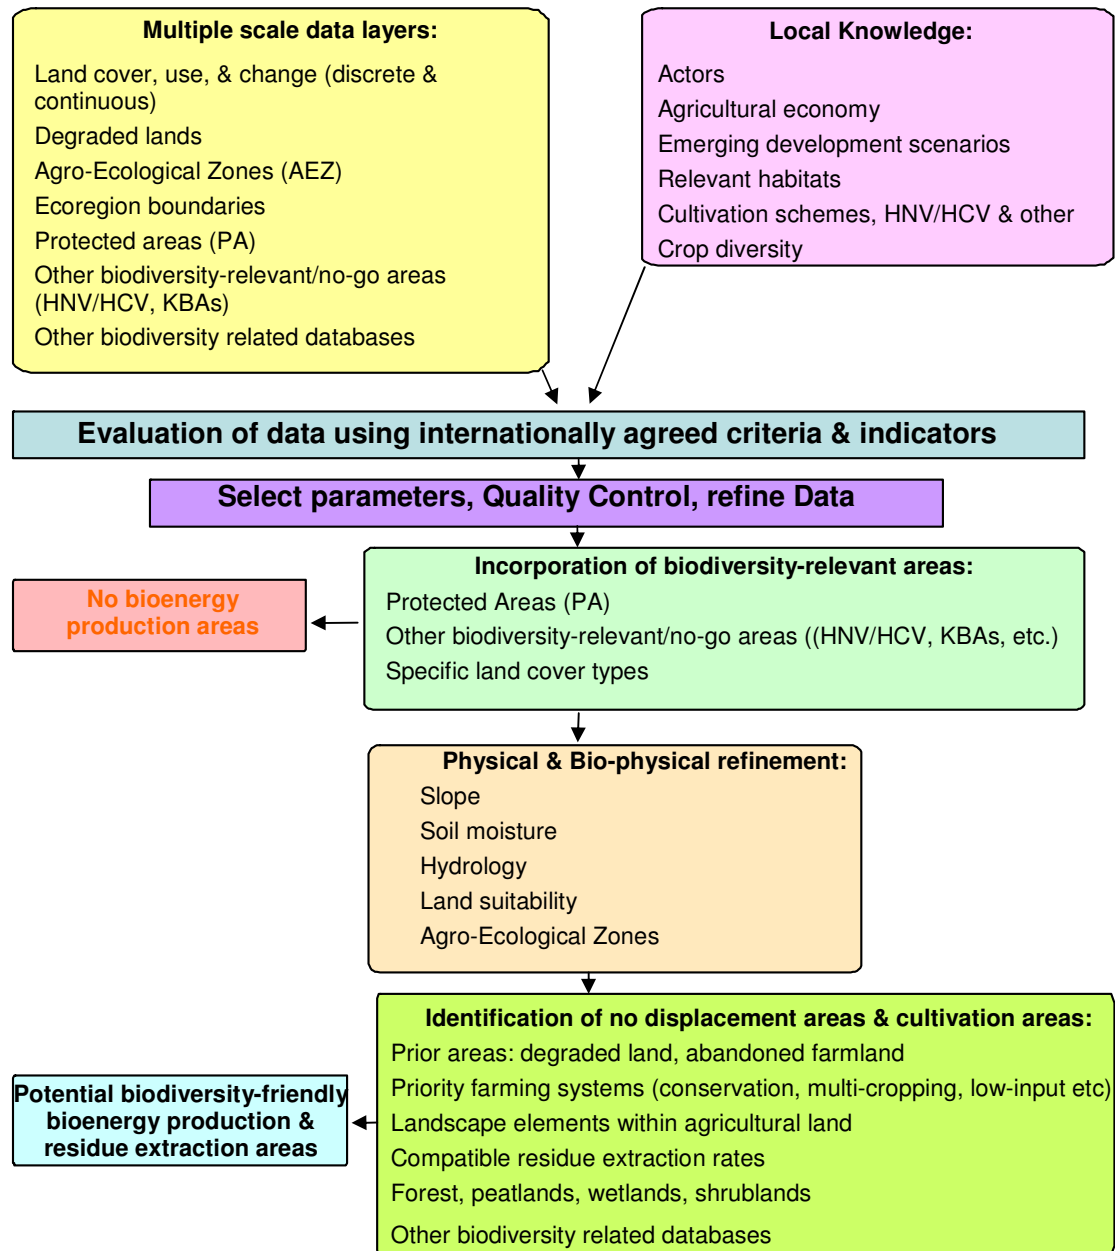 Multiple scale data layers:
Land cover, use, & change (discrete &
continuous)
Degraded lands
Agro-Ecological Zones (AEZ)
Ecoregion boundaries
Protected areas (PA)
Other biodiversity-relevant/no-go areas
(HNV/HCV, KBAs)
Other biodiversity related databases
Local Knowledge:
Actors
Agricultural economy
Emerging development scenarios
Relevant habitats
Cultivation schemes, HNV/HCV & other
Crop diversity
Evaluation of data using internationally agreed criteria & indicators
Select parameters, Quality Control, refine Data
Incorporation of biodiversity-relevant areas:
Protected Areas (PA)
Other biodiversity-relevant/no-go areas ((HNV/HCV, KBAs, etc.)
Specific land cover types
No bioenergy
production areas
Physical & Bio-physical refinement:
Slope
Soil moisture
Hydrology
Land suitability
Agro-Ecological Zones
Identification of no displacement areas & cultivation areas:
Prior areas: degraded land, abandoned farmland
Priority farming systems (conservation, multi-cropping, low-input etc)
Landscape elements within agricultural land
Compatible residue extraction rates
Forest, peatlands, wetlands, shrublands
Other biodiversity related databases
Potential biodiversity-friendly
bioenergy production &
residue extraction areas